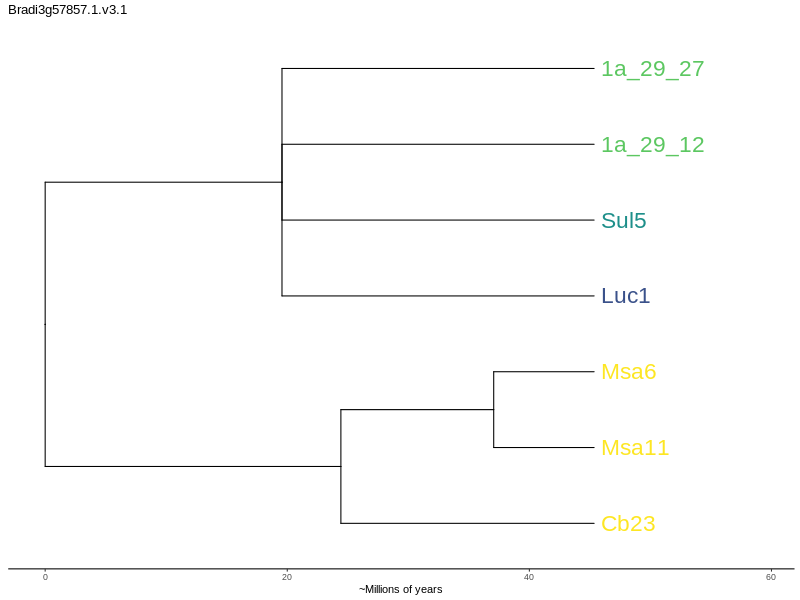 Bradi3g57857.1.v3.1
1a_29_27
1a_29_12
Sul5
Luc1
Msa6
Msa11
Cb23
0 20 40 60
~Millions of years